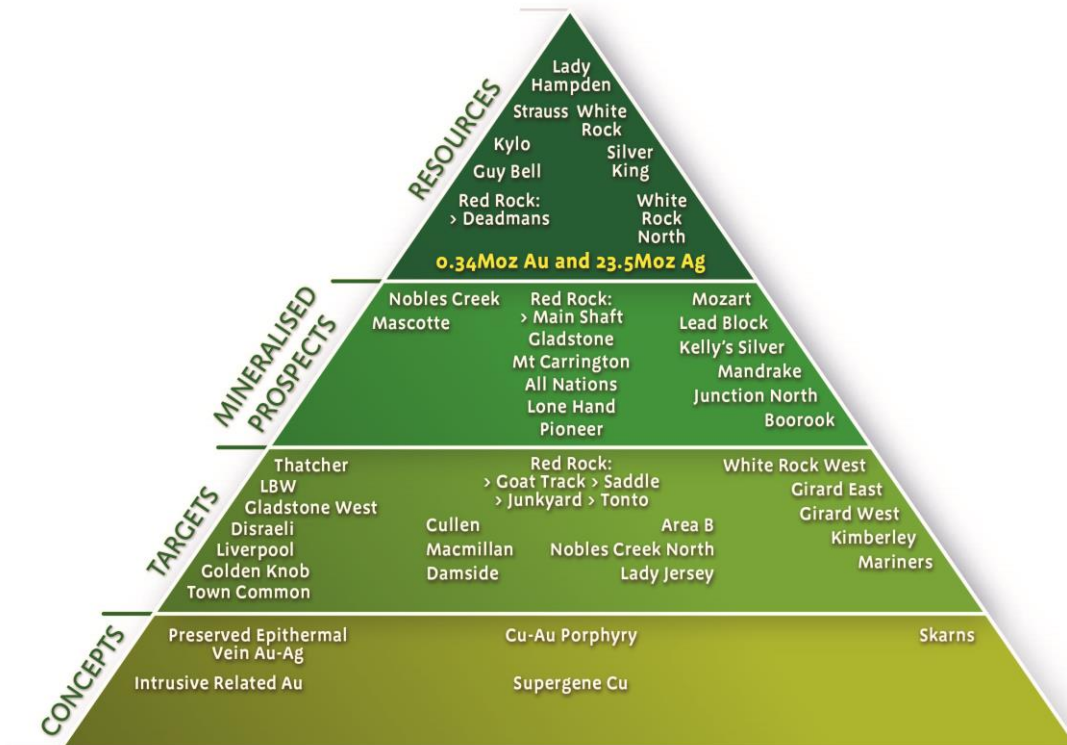 RESOURCES
Lady
Hampden
Strauss
White
Rock
Kylo
Silver
King
Guy Bell
Red Rock:
> Deadmans
White
Rock
North
0.34Moz Au and 23.5Moz Ag
MINERALISED
PROSPECTS
Nobles Creek
Mascotte
Red Rock:
> Main Shaft
Gladstone
Mt Carrington
All Nations
Lone Hand
Pioneer
Mozart
Lead Block
Kelly's Silver
Mandrake
Junction North
Boorook
TARGETS
Thatcher
LBW
Gladstone West
Disraeli
Liverpool
Golden Knob
Town Common
Red Rock:
> Goat Track > Saddle
> Junkyard > Tonto
Cullen
Macmillan
Damside
Area B
Nobles Creek North
Lady Jersey
White Rock West
Girard East
Girard West
Kimberley
Mariners
CONCEPTS
Preserved Epithermal
Vein Au-Ag
Intrusive Related Au
Cu-Au Porphyry
Supergene Cu
Skarns